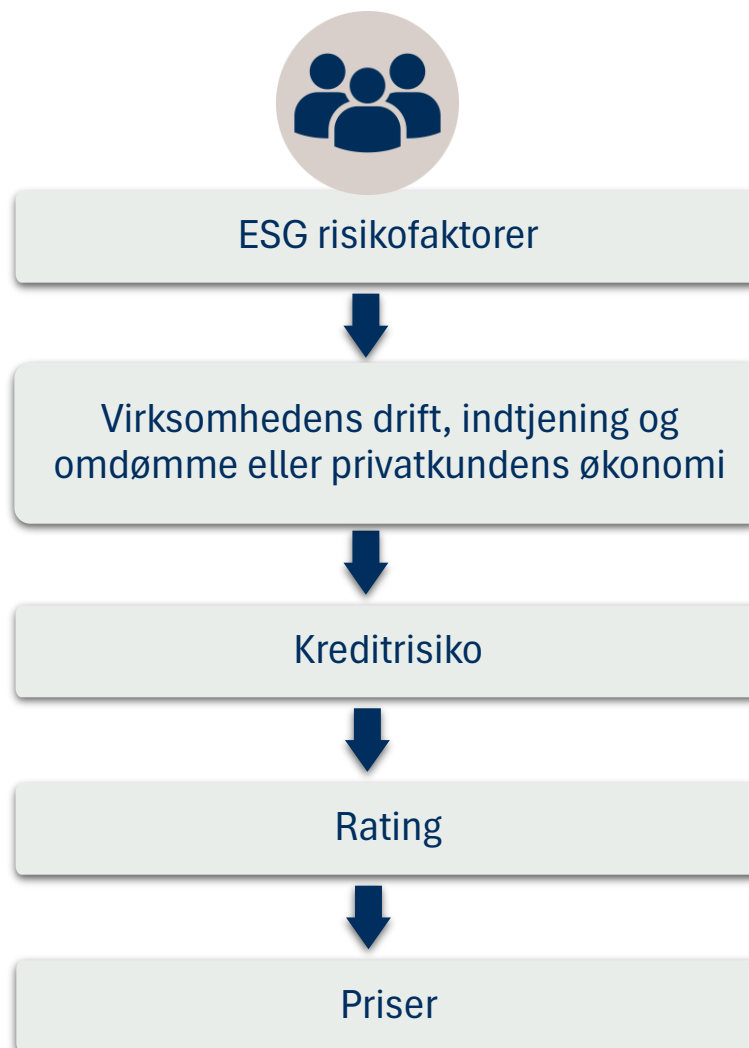 ESG risikofaktorer
Virksomhedens drift, indtjening og
omdømme eller privatkundens økonomi
Kreditrisiko
Rating
Priser